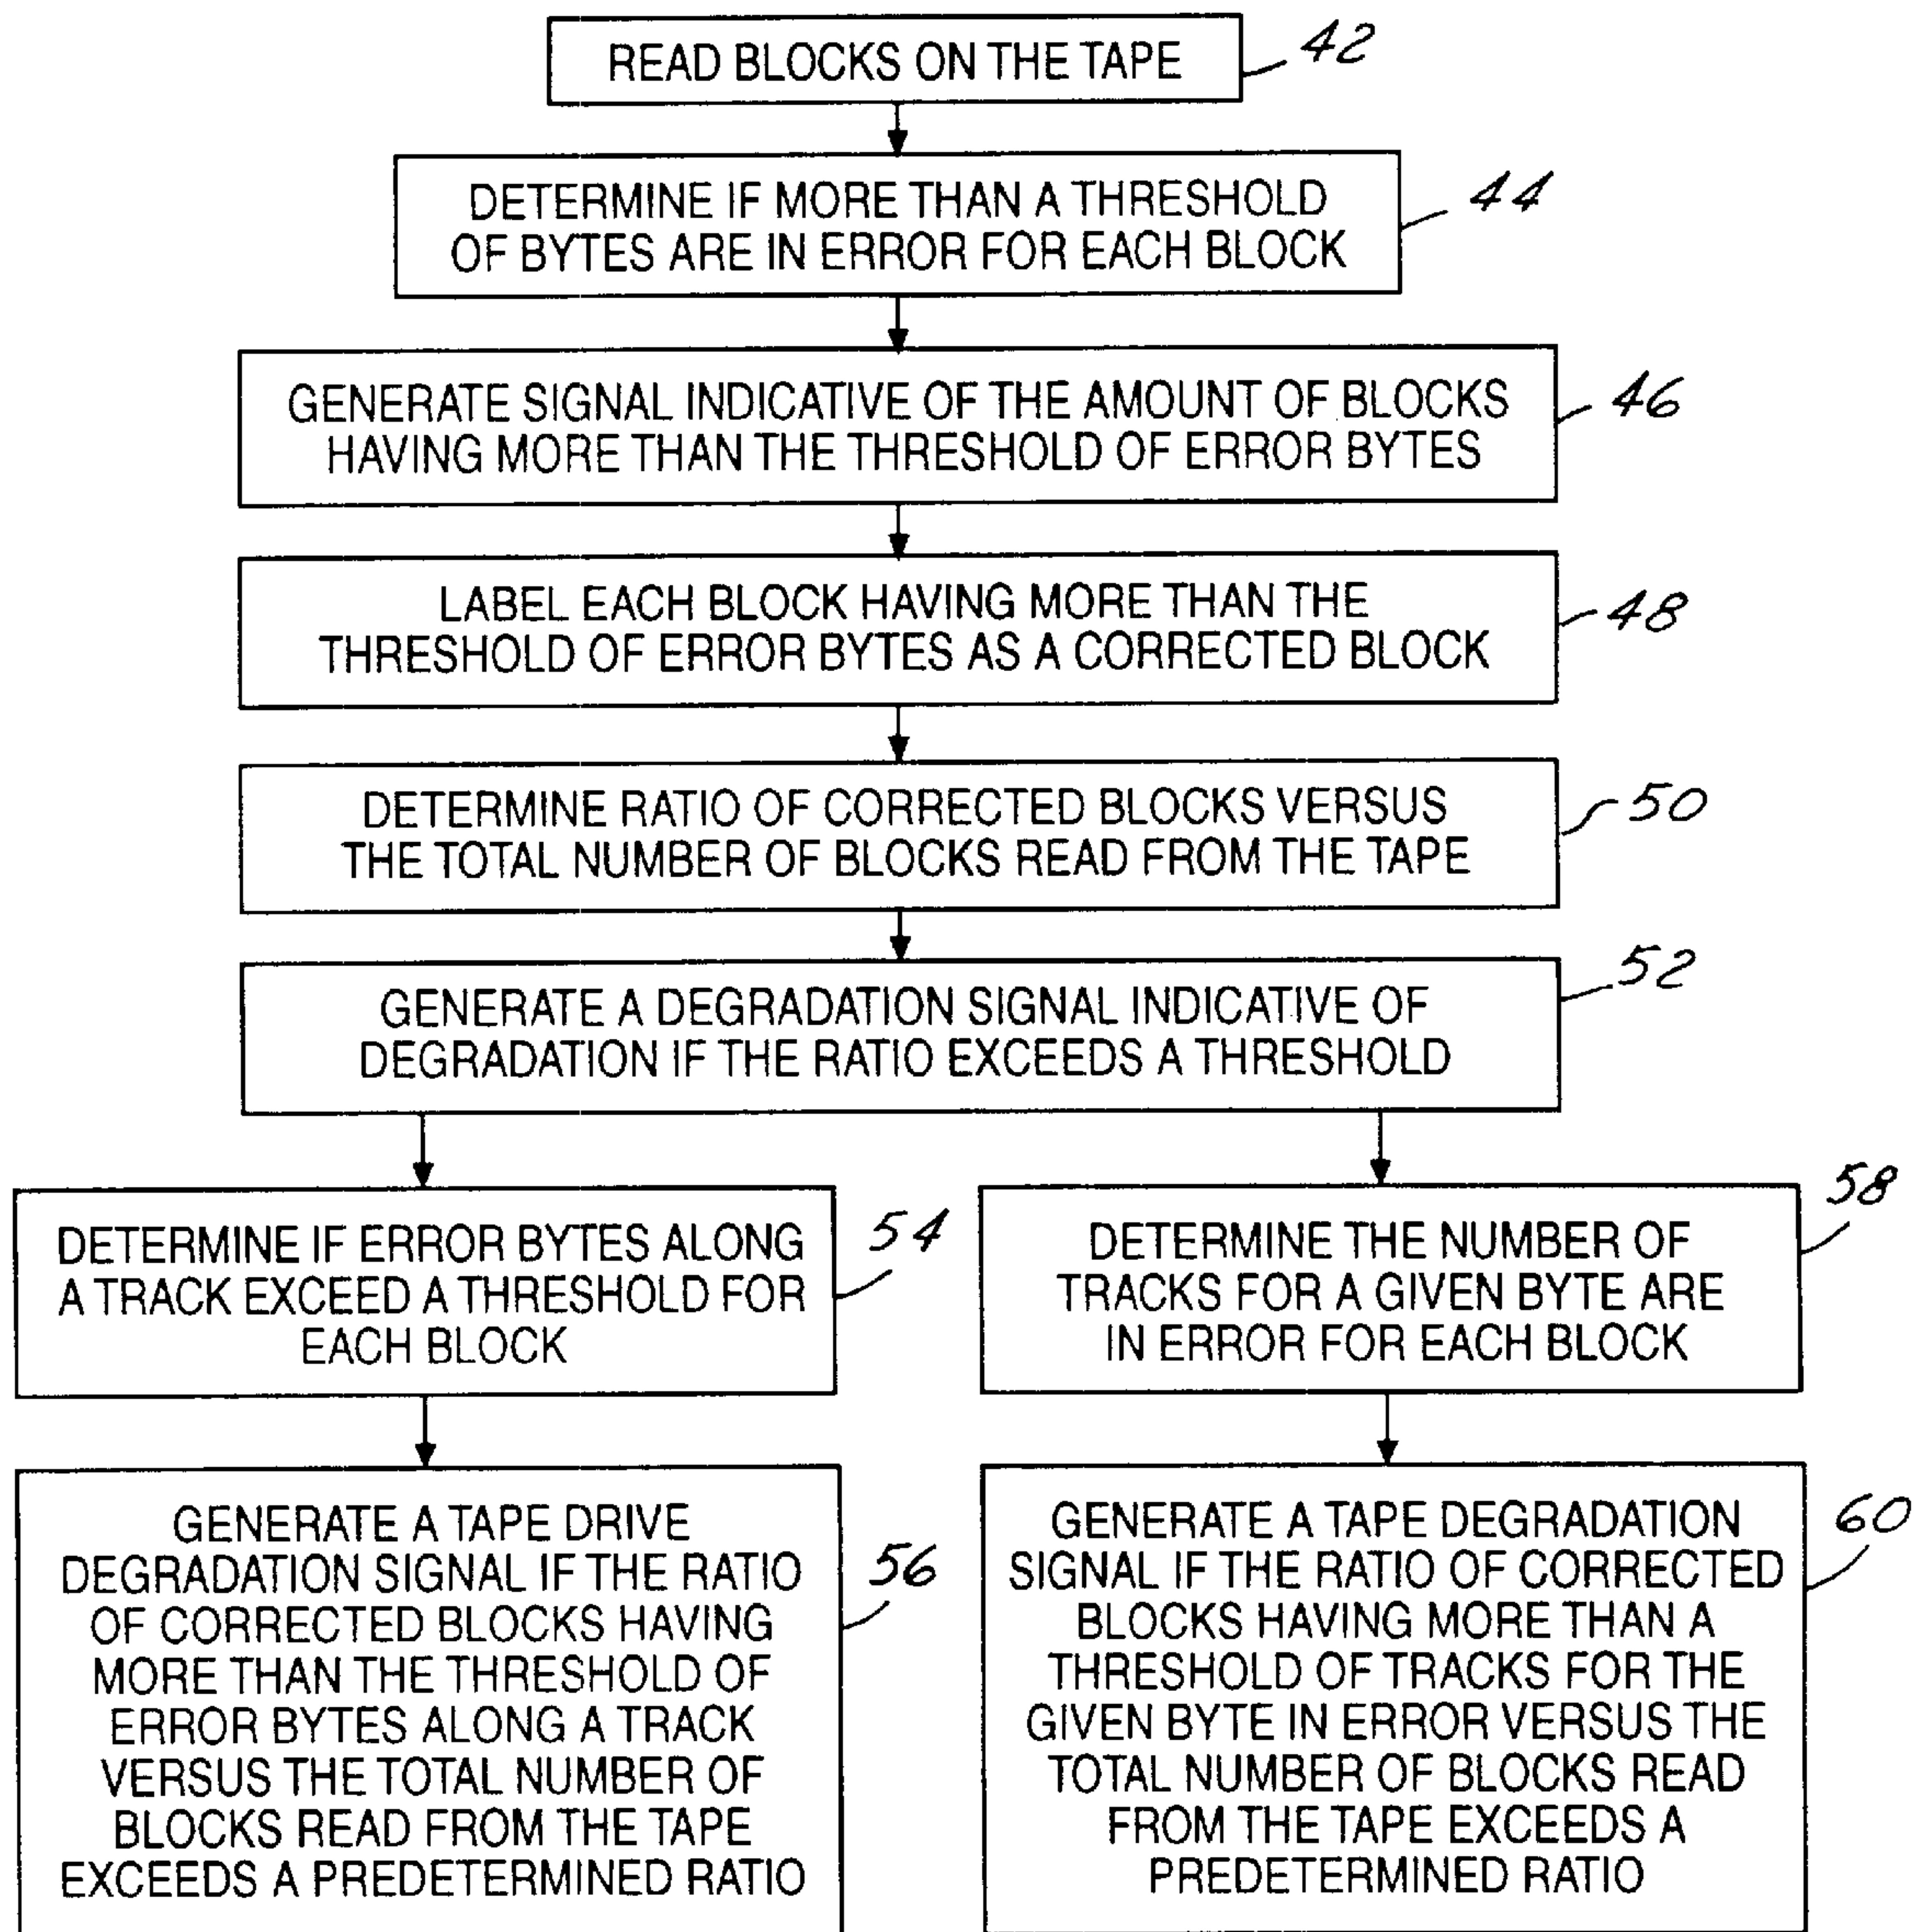 READ BLOCKS ON THE TAPE
42
DETERMINE IF MORE THAN A THRESHOLD
OF BYTES ARE IN ERROR FOR EACH BLOCK
44
GENERATE SIGNAL INDICATIVE OF THE AMOUNT OF BLOCKS
HAVING MORE THAN THE THRESHOLD OF ERROR BYTES
46
LABEL EACH BLOCK HAVING MORE THAN THE
THRESHOLD OF ERROR BYTES AS A CORRECTED BLOCK
48
DETERMINE RATIO OF CORRECTED BLOCKS VERSUS
THE TOTAL NUMBER OF BLOCKS READ FROM THE TAPE
50
GENERATE A DEGRADATION SIGNAL INDICATIVE OF
DEGRADATION IF THE RATIO EXCEEDS A THRESHOLD
52
DETERMINE IF ERROR BYTES ALONG
A TRACK EXCEED A THRESHOLD FOR
EACH BLOCK
54
DETERMINE THE NUMBER OF
TRACKS FOR A GIVEN BYTE ARE
IN ERROR FOR EACH BLOCK
58
GENERATE A TAPE DRIVE
DEGRADATION SIGNAL IF THE RATIO
OF CORRECTED BLOCKS HAVING
MORE THAN THE THRESHOLD OF
ERROR BYTES ALONG A TRACK
VERSUS THE TOTAL NUMBER OF
BLOCKS READ FROM THE TAPE
EXCEEDS A PREDETERMINED RATIO
56
GENERATE A TAPE DEGRADATION
SIGNAL IF THE RATIO OF CORRECTED
BLOCKS HAVING MORE THAN A
THRESHOLD OF TRACKS FOR THE
GIVEN BYTE IN ERROR VERSUS THE
TOTAL NUMBER OF BLOCKS READ
FROM THE TAPE EXCEEDS A
PREDETERMINED RATIO
60